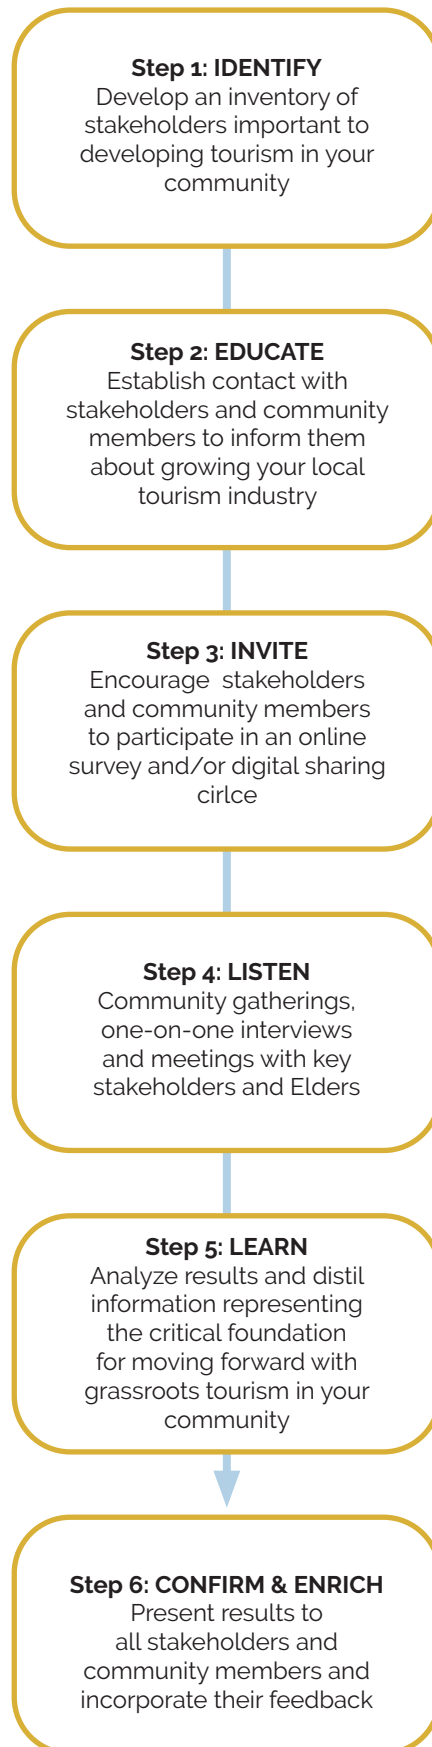 Step 1: IDENTIFY
Develop an inventory of
stakeholders important to
developing tourism in your
community
Step 2: EDUCATE
Establish contact with
stakeholders and community
members to inform them
about growing your local
tourism industry
Step 3: INVITE
Encourage  stakeholders
and community members
to participate in an online
survey and/or digital sharing
cirlce
Step 4: LISTEN
Community gatherings,
one-on-one interviews
and meetings with key
stakeholders and Elders
Step 5: LEARN
Analyze results and distil
information representing
the critical foundation
for moving forward with
grassroots tourism in your
community
Step 6: CONFIRM & ENRICH
Present results to
all stakeholders and
community members and
incorporate their feedback